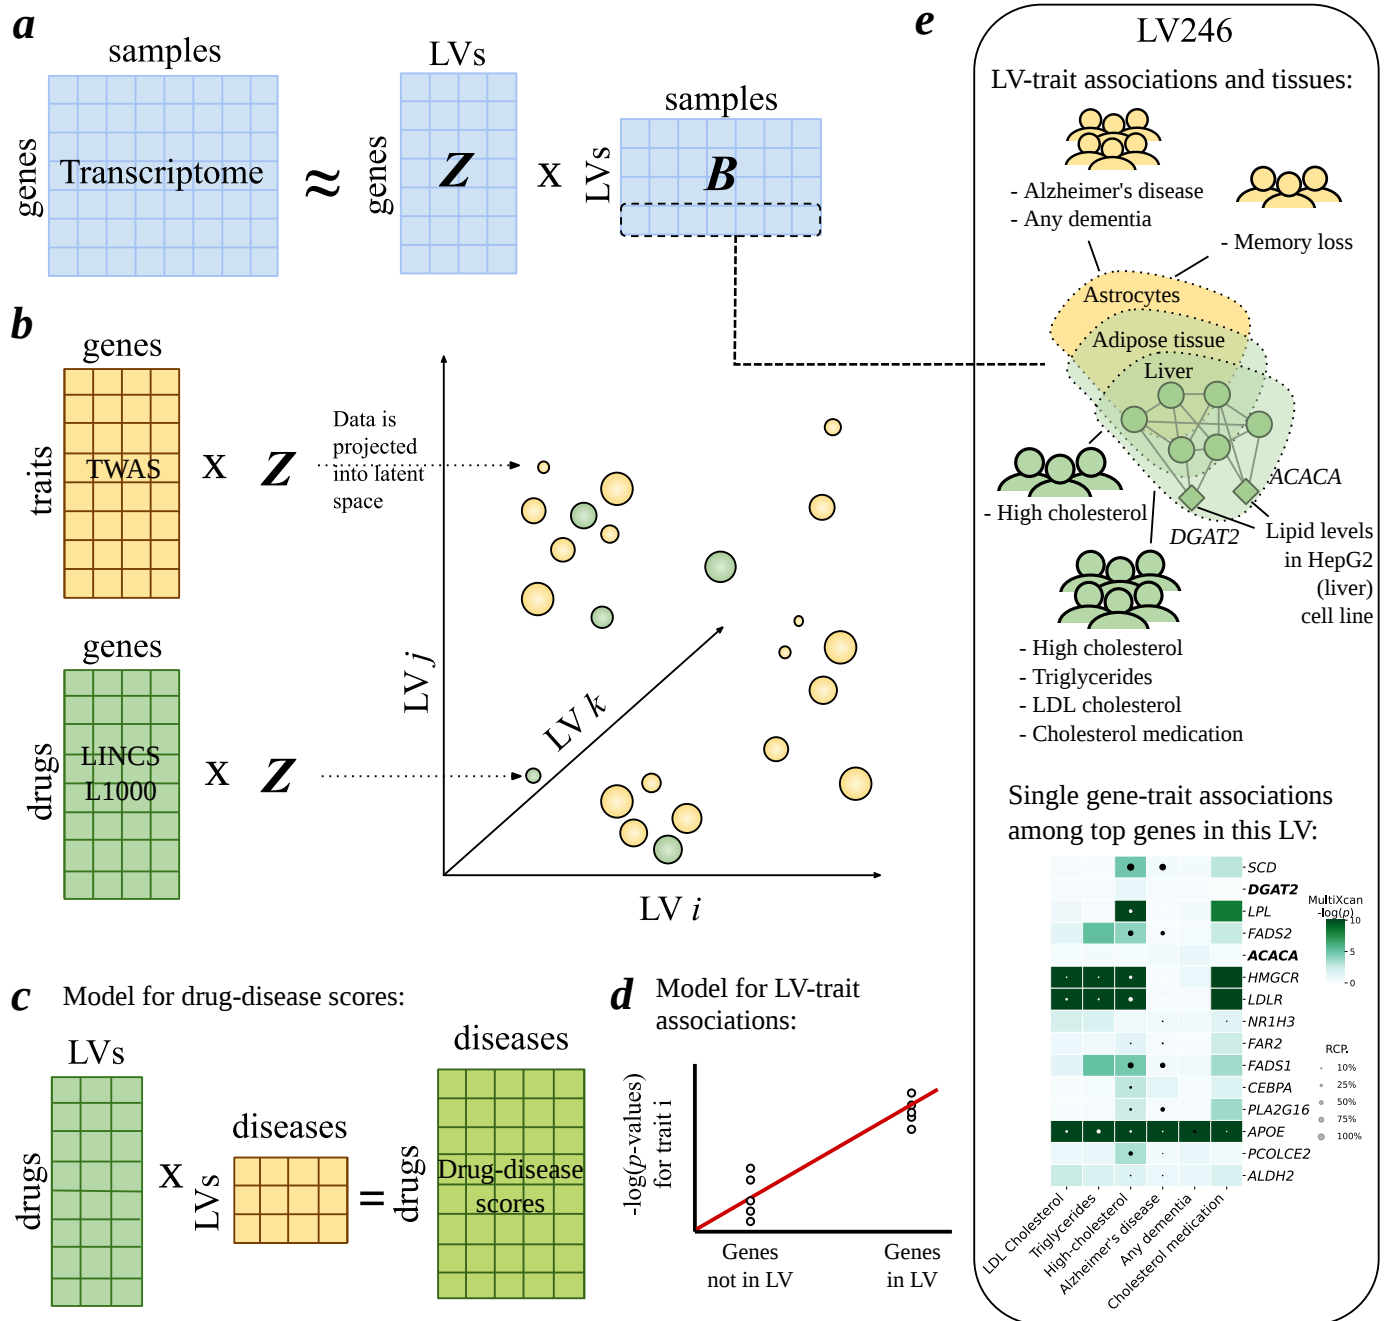 a
samples
genes
Transcriptome
≈
LVs
genes
Z
x
samples
LVs
B
b
genes
traits
TWAS
x
Z
Data is
projected
into latent
space
genes
drugs
LINCS
L1000
x
Z
LV j
LV k
LV i
c
Model for drug-disease scores:
LVs
drugs
x
diseases
LVs
=
diseases
drugs
Drug-disease
scores
d
Model for LV-trait
associations:
-log(p-values)
for trait i
Genes
not in LV
Genes
in LV
e
LV246
LV-trait associations and tissues:
- Alzheimer's disease
- Any dementia
- Memory loss
Astrocytes
Adipose tissue
Liver
- High cholesterol
ACACA
DGAT2
Lipid levels
in HepG2
(liver)
cell line
- High cholesterol
- Triglycerides
- LDL cholesterol
- Cholesterol medication
Single gene-trait associations
among top genes in this LV:
SCD
DGAT2
LPL
FADS2
ACACA
HMGCR
LDLR
NR1H3
FAR2
FADS1
CEBPA
PLA2G16
APOE
PCOLCE2
ALDH2
MultiXcan
-log(p)
10
5
0
RCP.
10%
25%
50%
75%
100%
LDL Cholesterol
Triglycerides
High-cholesterol
Alzheimer's disease
Any dementia
Cholesterol medication